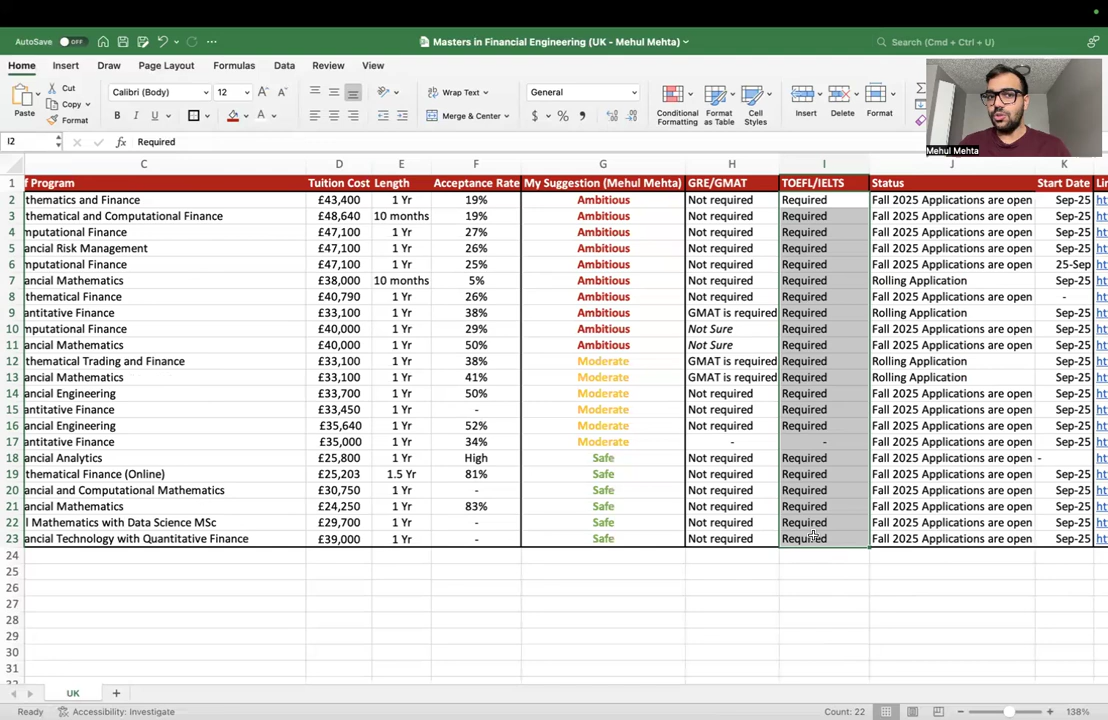 AutoSave OFF Masters in Financial Engineering (UK - Mehul Mehta) Search (Cmd + Ctrl + U)
Home Insert Draw Page Layout Formulas Data Review View
Paste Cut Copy Format Calibri (Body) 12 Wrap Text Merge & Center General Conditional Formatting Format as Table Cell Styles Insert Delete Format
Mehul Mehta
I2 fx Required
C D E F G H I J K
1 f Program Tuition Cost Length Acceptance Rate My Suggestion (Mehul Mehta) GRE/GMAT TOEFL/IELTS Status Start Date Li
2 thematics and Finance £43,400 1 Yr 19% Ambitious Not required Required Fall 2025 Applications are open Sep-25 ht
3 thematical and Computational Finance £48,640 10 months 19% Ambitious Not required Required Fall 2025 Applications are open Sep-25 ht
4 mputational Finance £47,100 1 Yr 27% Ambitious Not required Required Fall 2025 Applications are open Sep-25 ht
5 ancial Risk Management £47,100 1 Yr 26% Ambitious Not required Required Fall 2025 Applications are open Sep-25 ht
6 mputational Finance £47,100 1 Yr 25% Ambitious Not required Required Fall 2025 Applications are open 25-Sep ht
7 ancial Mathematics £38,000 10 months 5% Ambitious Not required Required Rolling Application Sep-25 ht
8 thematical Finance £40,790 1 Yr 26% Ambitious Not required Required Fall 2025 Applications are open - ht
9 antitative Finance £33,100 1 Yr 38% Ambitious GMAT is required Required Rolling Application Sep-25 ht
10 mputational Finance £40,000 1 Yr 29% Ambitious Not Sure Required Fall 2025 Applications are open Sep-25 ht
11 ancial Mathematics £40,000 1 Yr 50% Ambitious Not Sure Required Fall 2025 Applications are open Sep-25 ht
12 thematical Trading and Finance £33,100 1 Yr 38% Moderate GMAT is required Required Rolling Application Sep-25 ht
13 ancial Mathematics £33,100 1 Yr 41% Moderate GMAT is required Required Rolling Application Sep-25 ht
14 ancial Engineering £33,700 1 Yr 50% Moderate Not required Required Fall 2025 Applications are open Sep-25 ht
15 antitative Finance £33,450 1 Yr - Moderate Not required Required Fall 2025 Applications are open Sep-25 ht
16 ancial Engineering £35,640 1 Yr 52% Moderate Not required Required Fall 2025 Applications are open Sep-25 ht
17 antitative Finance £35,000 1 Yr 34% Moderate - - Fall 2025 Applications are open Sep-25 ht
18 ancial Analytics £25,800 1 Yr High Safe Not required Required Fall 2025 Applications are open - ht
19 thematical Finance (Online) £25,203 1.5 Yr 81% Safe Not required Required Fall 2025 Applications are open Sep-25 ht
20 ancial and Computational Mathematics £30,750 1 Yr - Safe Not required Required Fall 2025 Applications are open Sep-25 ht
21 ancial Mathematics £24,250 1 Yr 83% Safe Not required Required Fall 2025 Applications are open Sep-25 ht
22 l Mathematics with Data Science MSc £29,700 1 Yr - Safe Not required Required Fall 2025 Applications are open Sep-25 ht
23 ancial Technology with Quantitative Finance £39,000 1 Yr - Safe Not required Required Fall 2025 Applications are open Sep-25 ht
24
25
26
27
28
29
30
31
UK
Ready Accessibility: Investigate Count: 22 138%